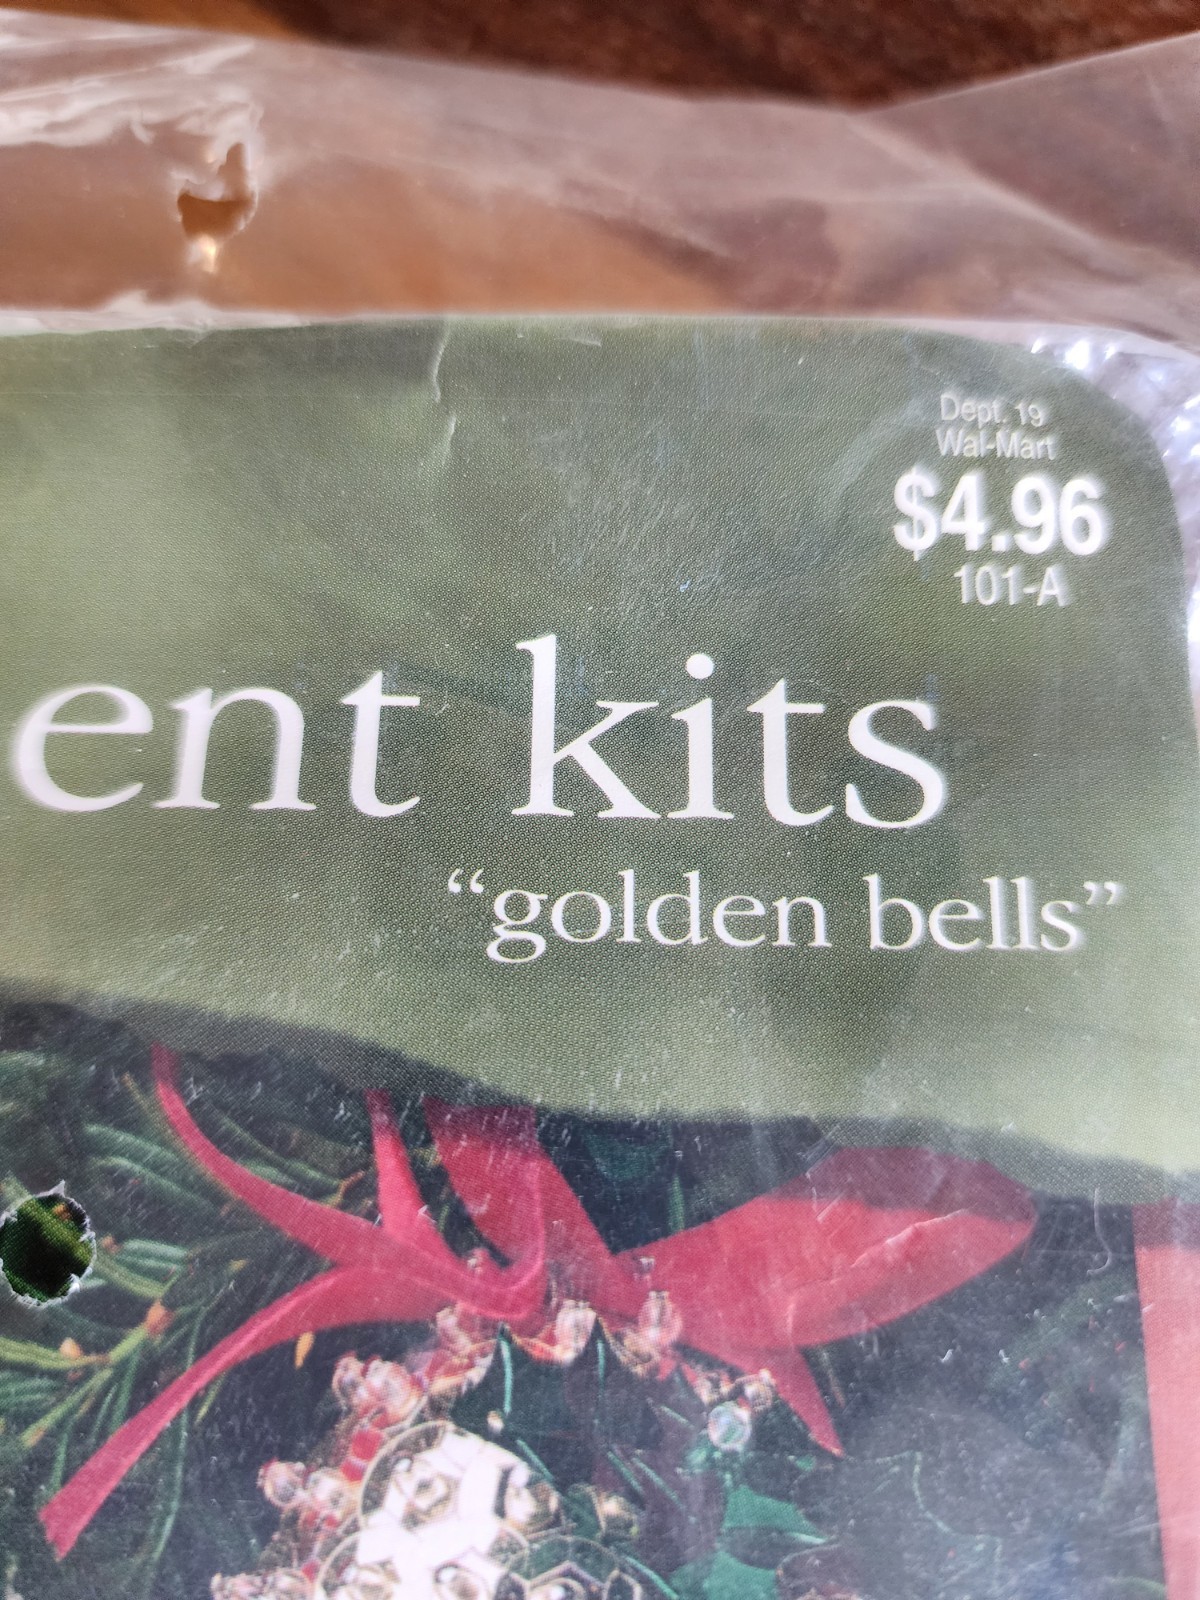 Dept. 19
Wal-Mart
$4.96
101-A
ent kits
“golden bells”